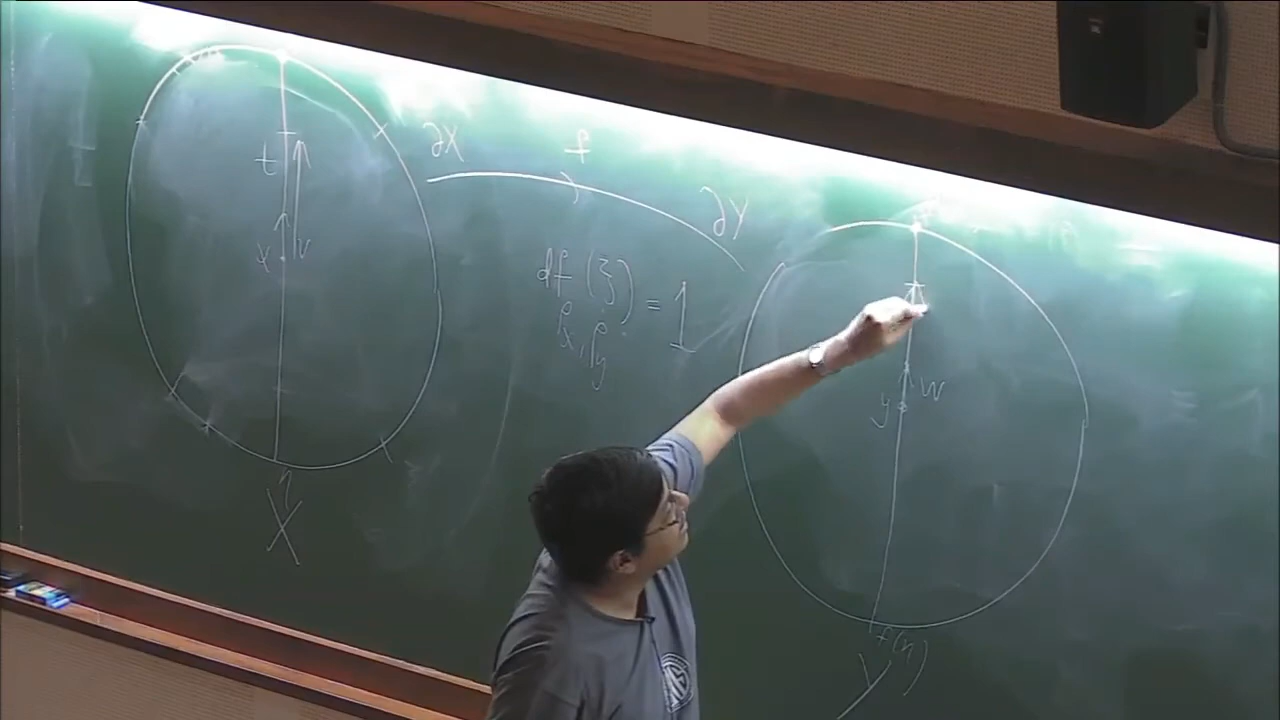 ∂X f ∂Y
t
x v
df (ξ) = 1
ρx, ρy
w
y
η
X
f(η)
Y